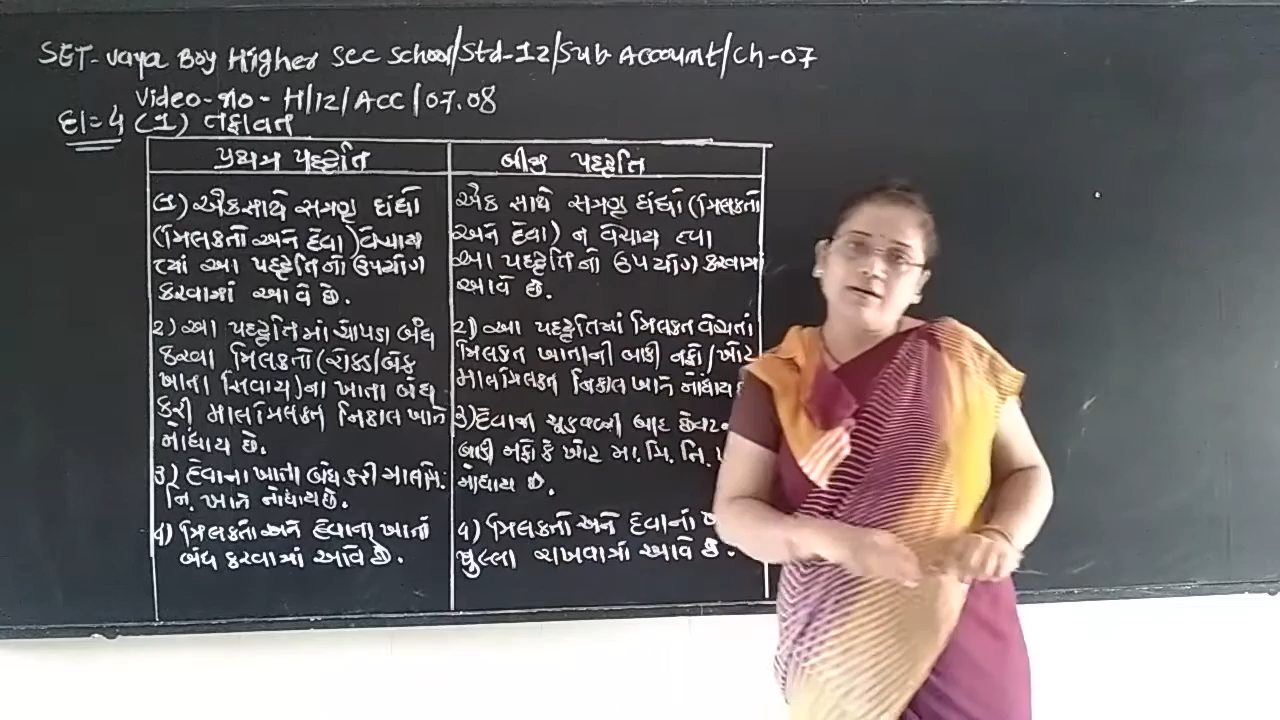 SET-Vaya Boy Higher Sec School/Std-12/Sub Account/Ch-07
Video-no-H/12/Acc/07.08
દા=4 (1) તફાવત
પ્રથમ પદ્ધતિ
(1) એકસાથે સમગ્ર ધંધો
(મિલકતો અને દેવા) વેચાય
ત્યાં આ પદ્ધતિનો ઉપયોગ
કરવામાં આવે છે.
2) આ પદ્ધતિમાં ચોપડા બંધ
કરવા મિલકતો (રોકડ/બેંક
ખાતા સિવાય)ના ખાતા બંધ
કરી માલમિલકત નિકાલ ખાતે
નોંધાય છે.
3) દેવાના ખાતા બંધ કરી માલમિ.
નિ. ખાતે નોંધાય છે.
4) મિલકતો અને દેવાના ખાતાં
બંધ કરવામાં આવે છે.
બીજી પદ્ધતિ
એક સાથે સમગ્ર ધંધો (મિલકતો
અને દેવા) ન વેચાય ત્યા
આ પદ્ધતિનો ઉપયોગ કરવામાં
આવે છે.
2) આ પદ્ધતિમાં મિલકત વેચતાં
મિલકત ખાતાની બાકી નફો/ખોટ
માલમિલકત નિકાલ ખાતે નોંધાય
3) દેવાની ચૂકવણી બાદ છેવટ
બાકી નફો કે ખોટ મા. મિ. નિ.
નોંધાય છે.
4) મિલકતો અને દેવાનાં
ખુલ્લા રાખવામાં આવે છે.